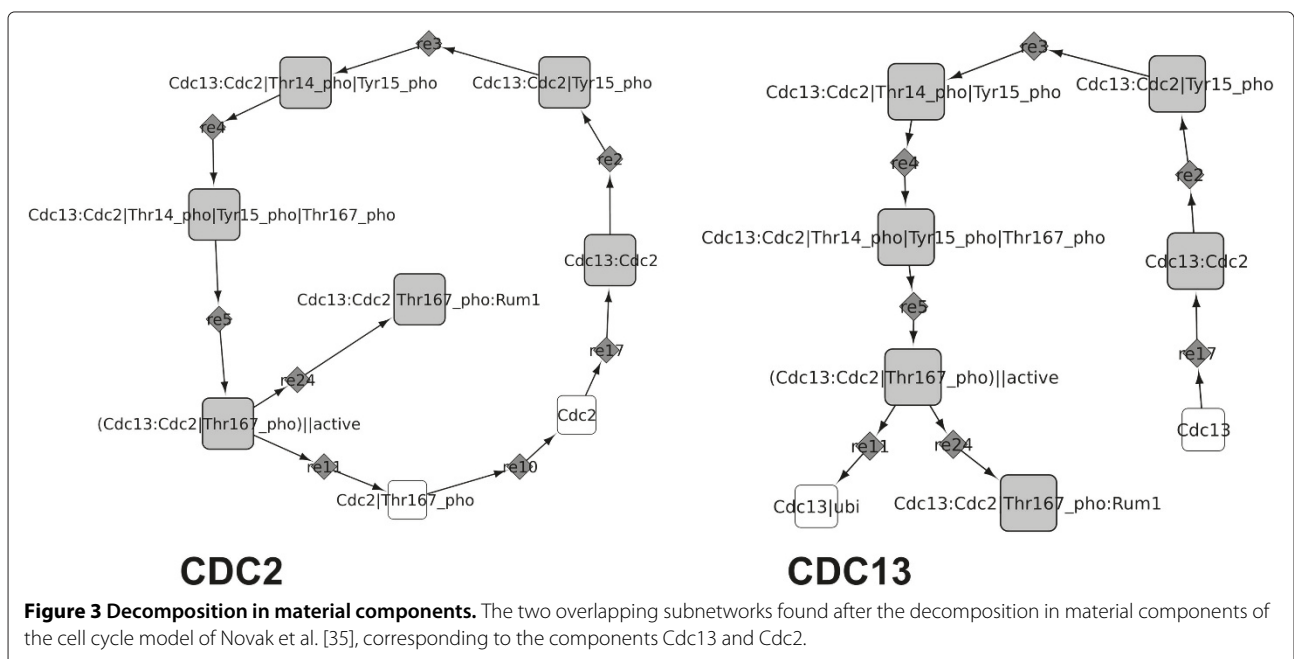 re3
Cdc13:Cdc2|Thr14_pho|Tyr15_pho
Cdc13:Cdc2|Tyr15_pho
re4
re2
Cdc13:Cdc2|Thr14_pho|Tyr15_pho|Thr167_pho
Cdc13:Cdc2
Cdc13:Cdc2|Thr167_pho:Rum1
re5
re17
re24
Cdc2
(Cdc13:Cdc2|Thr167_pho)||active
re11
re10
Cdc2|Thr167_pho
CDC2
re3
Cdc13:Cdc2|Thr14_pho|Tyr15_pho
Cdc13:Cdc2|Tyr15_pho
re4
re2
Cdc13:Cdc2|Thr14_pho|Tyr15_pho|Thr167_pho
Cdc13:Cdc2
re5
re17
(Cdc13:Cdc2|Thr167_pho)||active
Cdc13
re11
re24
Cdc13|ubi
Cdc13:Cdc2|Thr167_pho:Rum1
CDC13
Figure 3 Decomposition in material components. The two overlapping subnetworks found after the decomposition in material components of
the cell cycle model of Novak et al. [35], corresponding to the components Cdc13 and Cdc2.